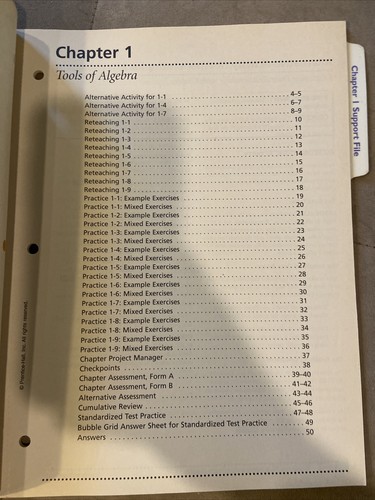 Chapter 1
Tools of Algebra
Alternative Activity for 1-1 4–5
Alternative Activity for 1-4 6–7
Alternative Activity for 1-7 8–9
Reteaching 1-1 10
Reteaching 1-2 11
Reteaching 1-3 12
Reteaching 1-4 13
Reteaching 1-5 14
Reteaching 1-6 15
Reteaching 1-7 16
Reteaching 1-8 17
Reteaching 1-9 18
Practice 1-1: Example Exercises 19
Practice 1-1: Mixed Exercises 20
Practice 1-2: Example Exercises 21
Practice 1-2: Mixed Exercises 22
Practice 1-3: Example Exercises 23
Practice 1-3: Mixed Exercises 24
Practice 1-4: Example Exercises 25
Practice 1-4: Mixed Exercises 26
Practice 1-5: Example Exercises 27
Practice 1-5: Mixed Exercises 28
Practice 1-6: Example Exercises 29
Practice 1-6: Mixed Exercises 30
Practice 1-7: Example Exercises 31
Practice 1-7: Mixed Exercises 32
Practice 1-8: Example Exercises 33
Practice 1-8: Mixed Exercises 34
Practice 1-9: Example Exercises 35
Practice 1-9: Mixed Exercises 36
Chapter Project Manager 37
Checkpoints 38
Chapter Assessment, Form A 39–40
Chapter Assessment, Form B 41–42
Alternative Assessment 43–44
Cumulative Review 45–46
Standardized Test Practice 47–48
Bubble Grid Answer Sheet for Standardized Test Practice 49
Answers 50
Chapter 1 Support File
© Prentice-Hall, Inc. All rights reserved.